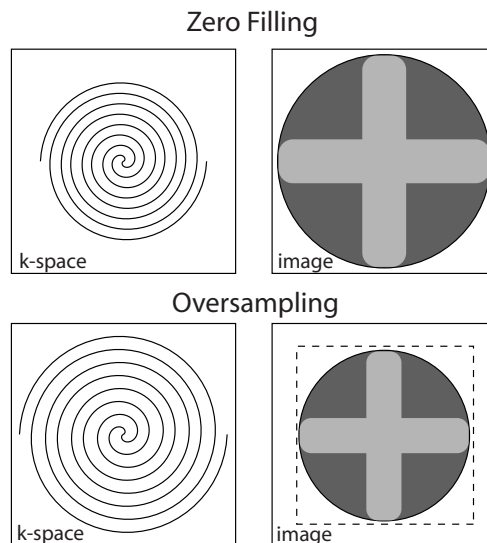 Zero Filling
k-space
image
Oversampling
k-space
image